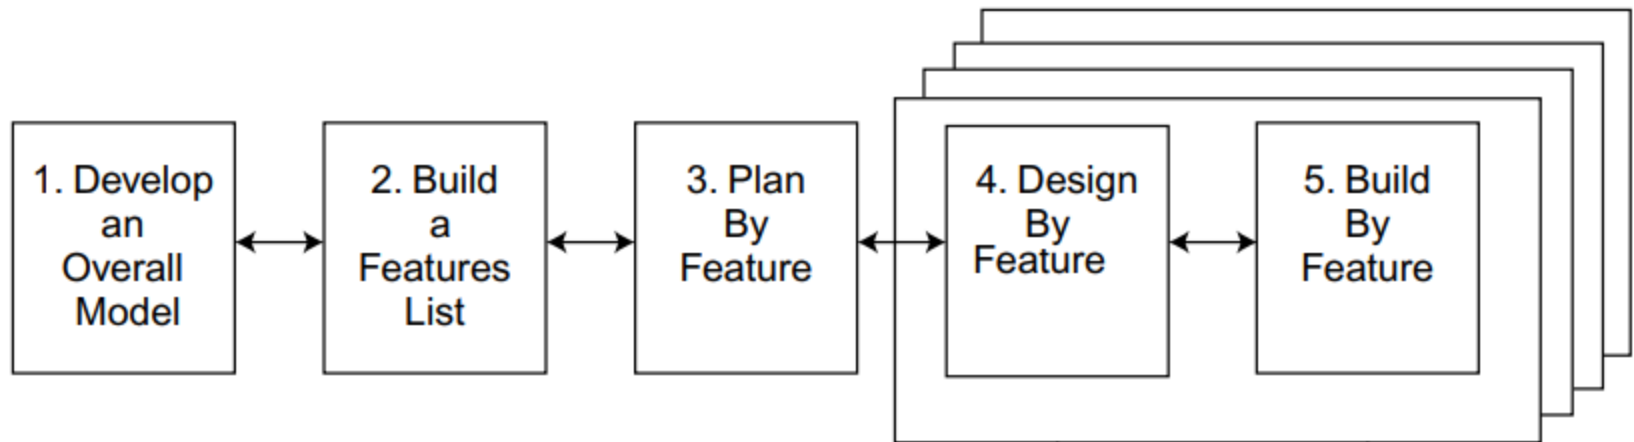 1. Develop
an
Overall
Model
2. Build
a
Features
List
3. Plan
By
Feature
4. Design
By
Feature
5. Build
By
Feature